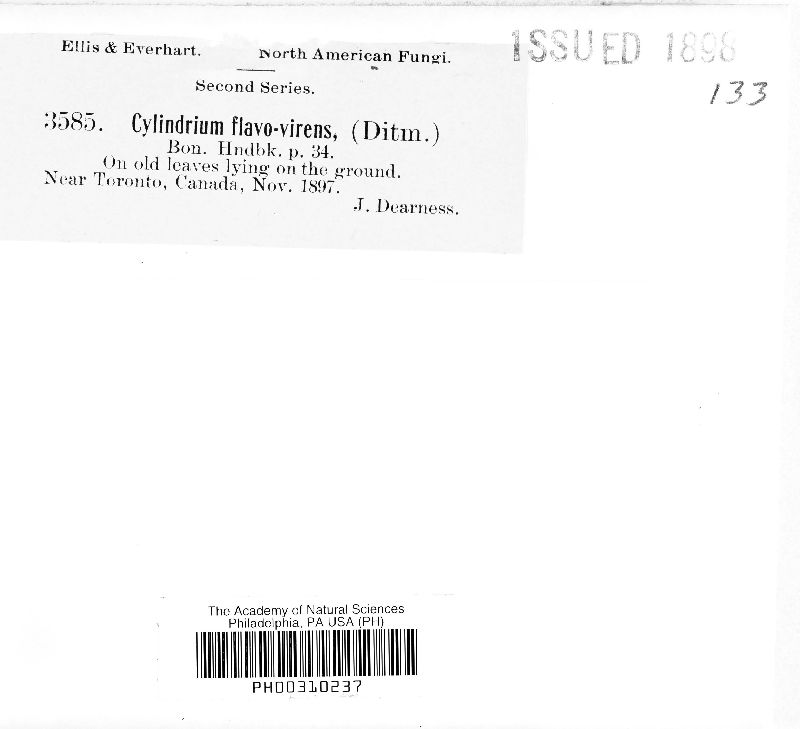 Ellis & Everhart. North American Fungi.
ISSUED 1898
133
Second Series.
3585. Cylindrium flavo-virens, (Ditm.)
Bon. Hndbk. p. 34.
On old leaves lying on the ground.
Near Toronto, Canada, Nov. 1897.
J. Dearness.
The Academy of Natural Sciences
Philadelphia, PA USA (PH)
PH00310237